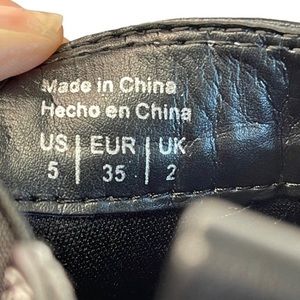 Made in China
Hecho en China
US | EUR | UK
5 | 35 | 2